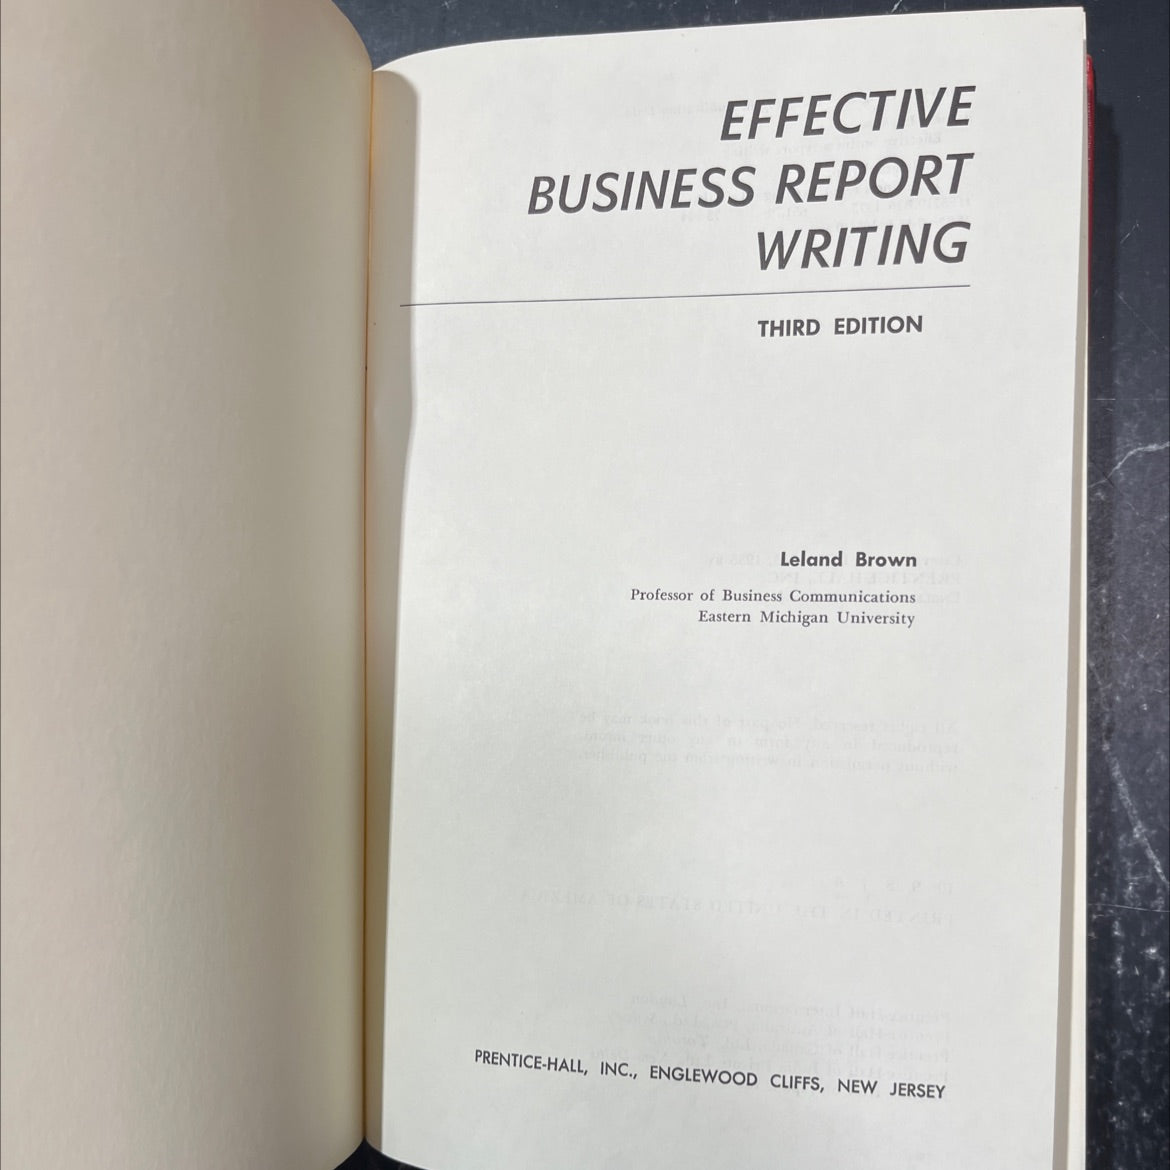 EFFECTIVE
BUSINESS REPORT
WRITING
THIRD EDITION
Leland Brown
Professor of Business Communications
Eastern Michigan University
PRENTICE-HALL, INC., ENGLEWOOD CLIFFS, NEW JERSEY